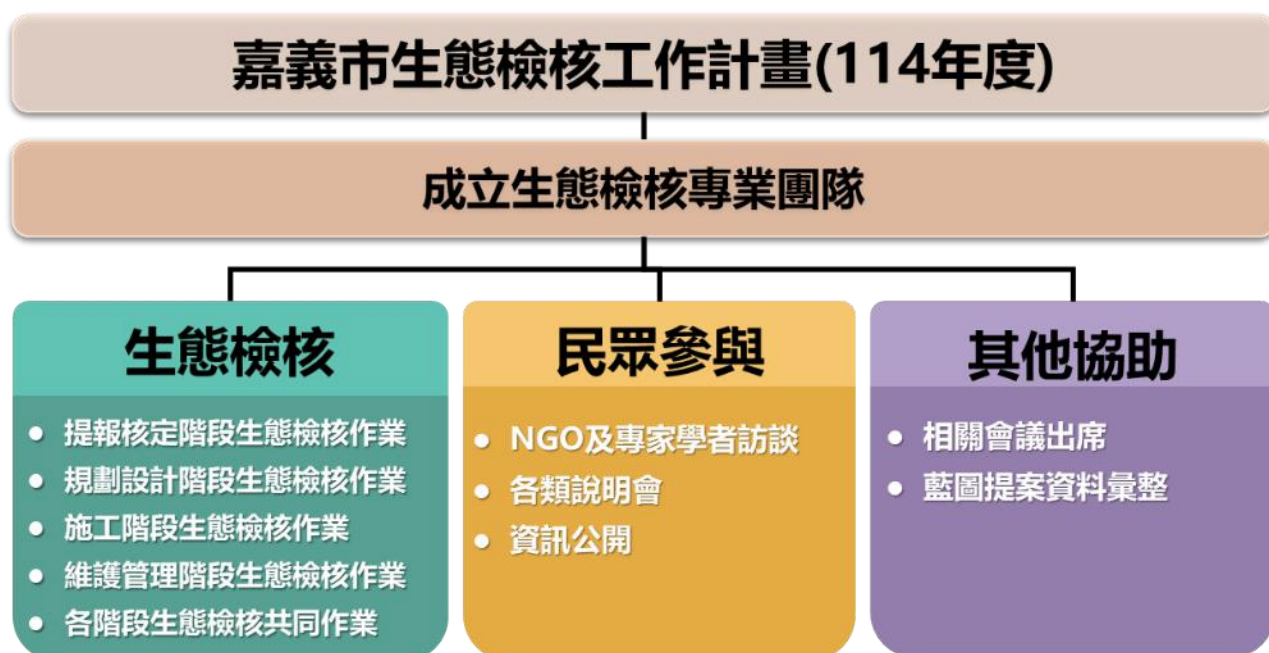 嘉義市生態檢核工作計畫(114年度)
成立生態檢核專業團隊
生態檢核
• 提報核定階段生態檢核作業
• 規劃設計階段生態檢核作業
• 施工階段生態檢核作業
• 維護管理階段生態檢核作業
• 各階段生態檢核共同作業
民眾參與
• NGO及專家學者訪談
• 各類說明會
• 資訊公開
其他協助
• 相關會議出席
• 藍圖提案資料彙整